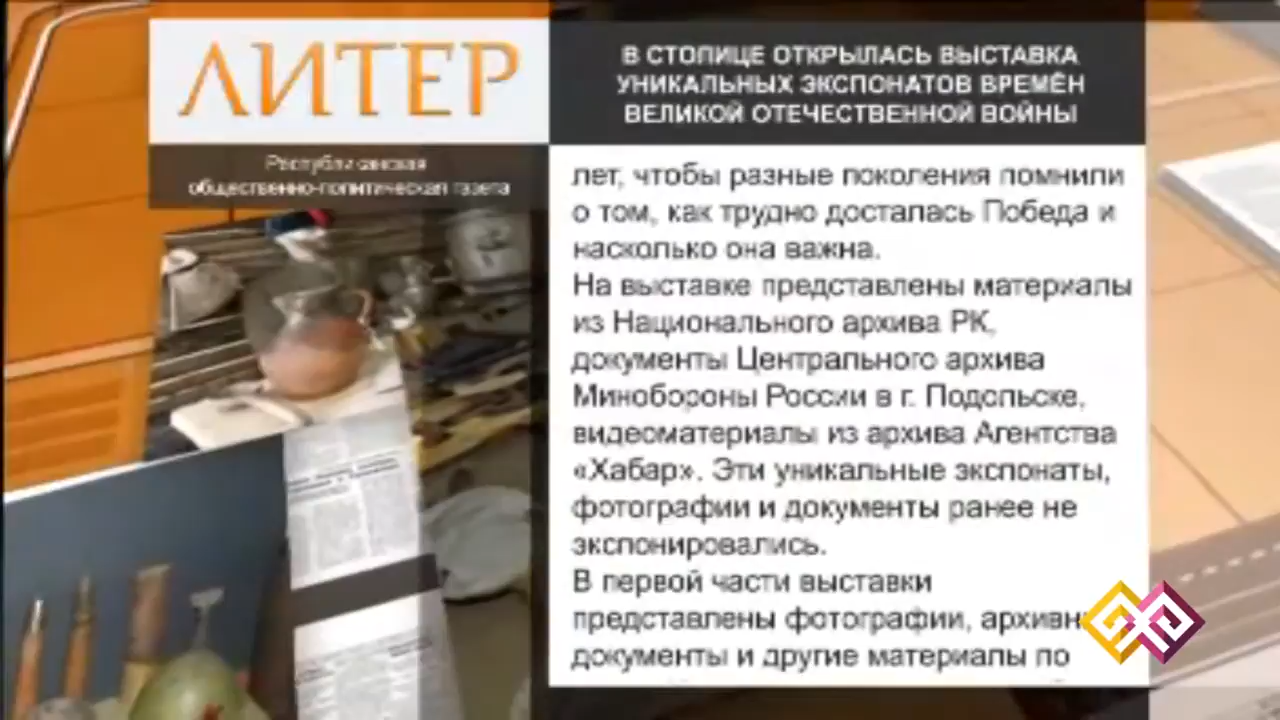 ЛИТЕР
Республиканская
общественно-политическая газета
В СТОЛИЦЕ ОТКРЫЛАСЬ ВЫСТАВКА
УНИКАЛЬНЫХ ЭКСПОНАТОВ ВРЕМЁН
ВЕЛИКОЙ ОТЕЧЕСТВЕННОЙ ВОЙНЫ
лет, чтобы разные поколения помнили
о том, как трудно досталась Победа и
насколько она важна.
На выставке представлены материалы
из Национального архива РК,
документы Центрального архива
Минобороны России в г. Подольске,
видеоматериалы из архива Агентства
«Хабар». Эти уникальные экспонаты,
фотографии и документы ранее не
экспонировались.
В первой части выставки
представлены фотографии, архивн
документы и другие материалы по